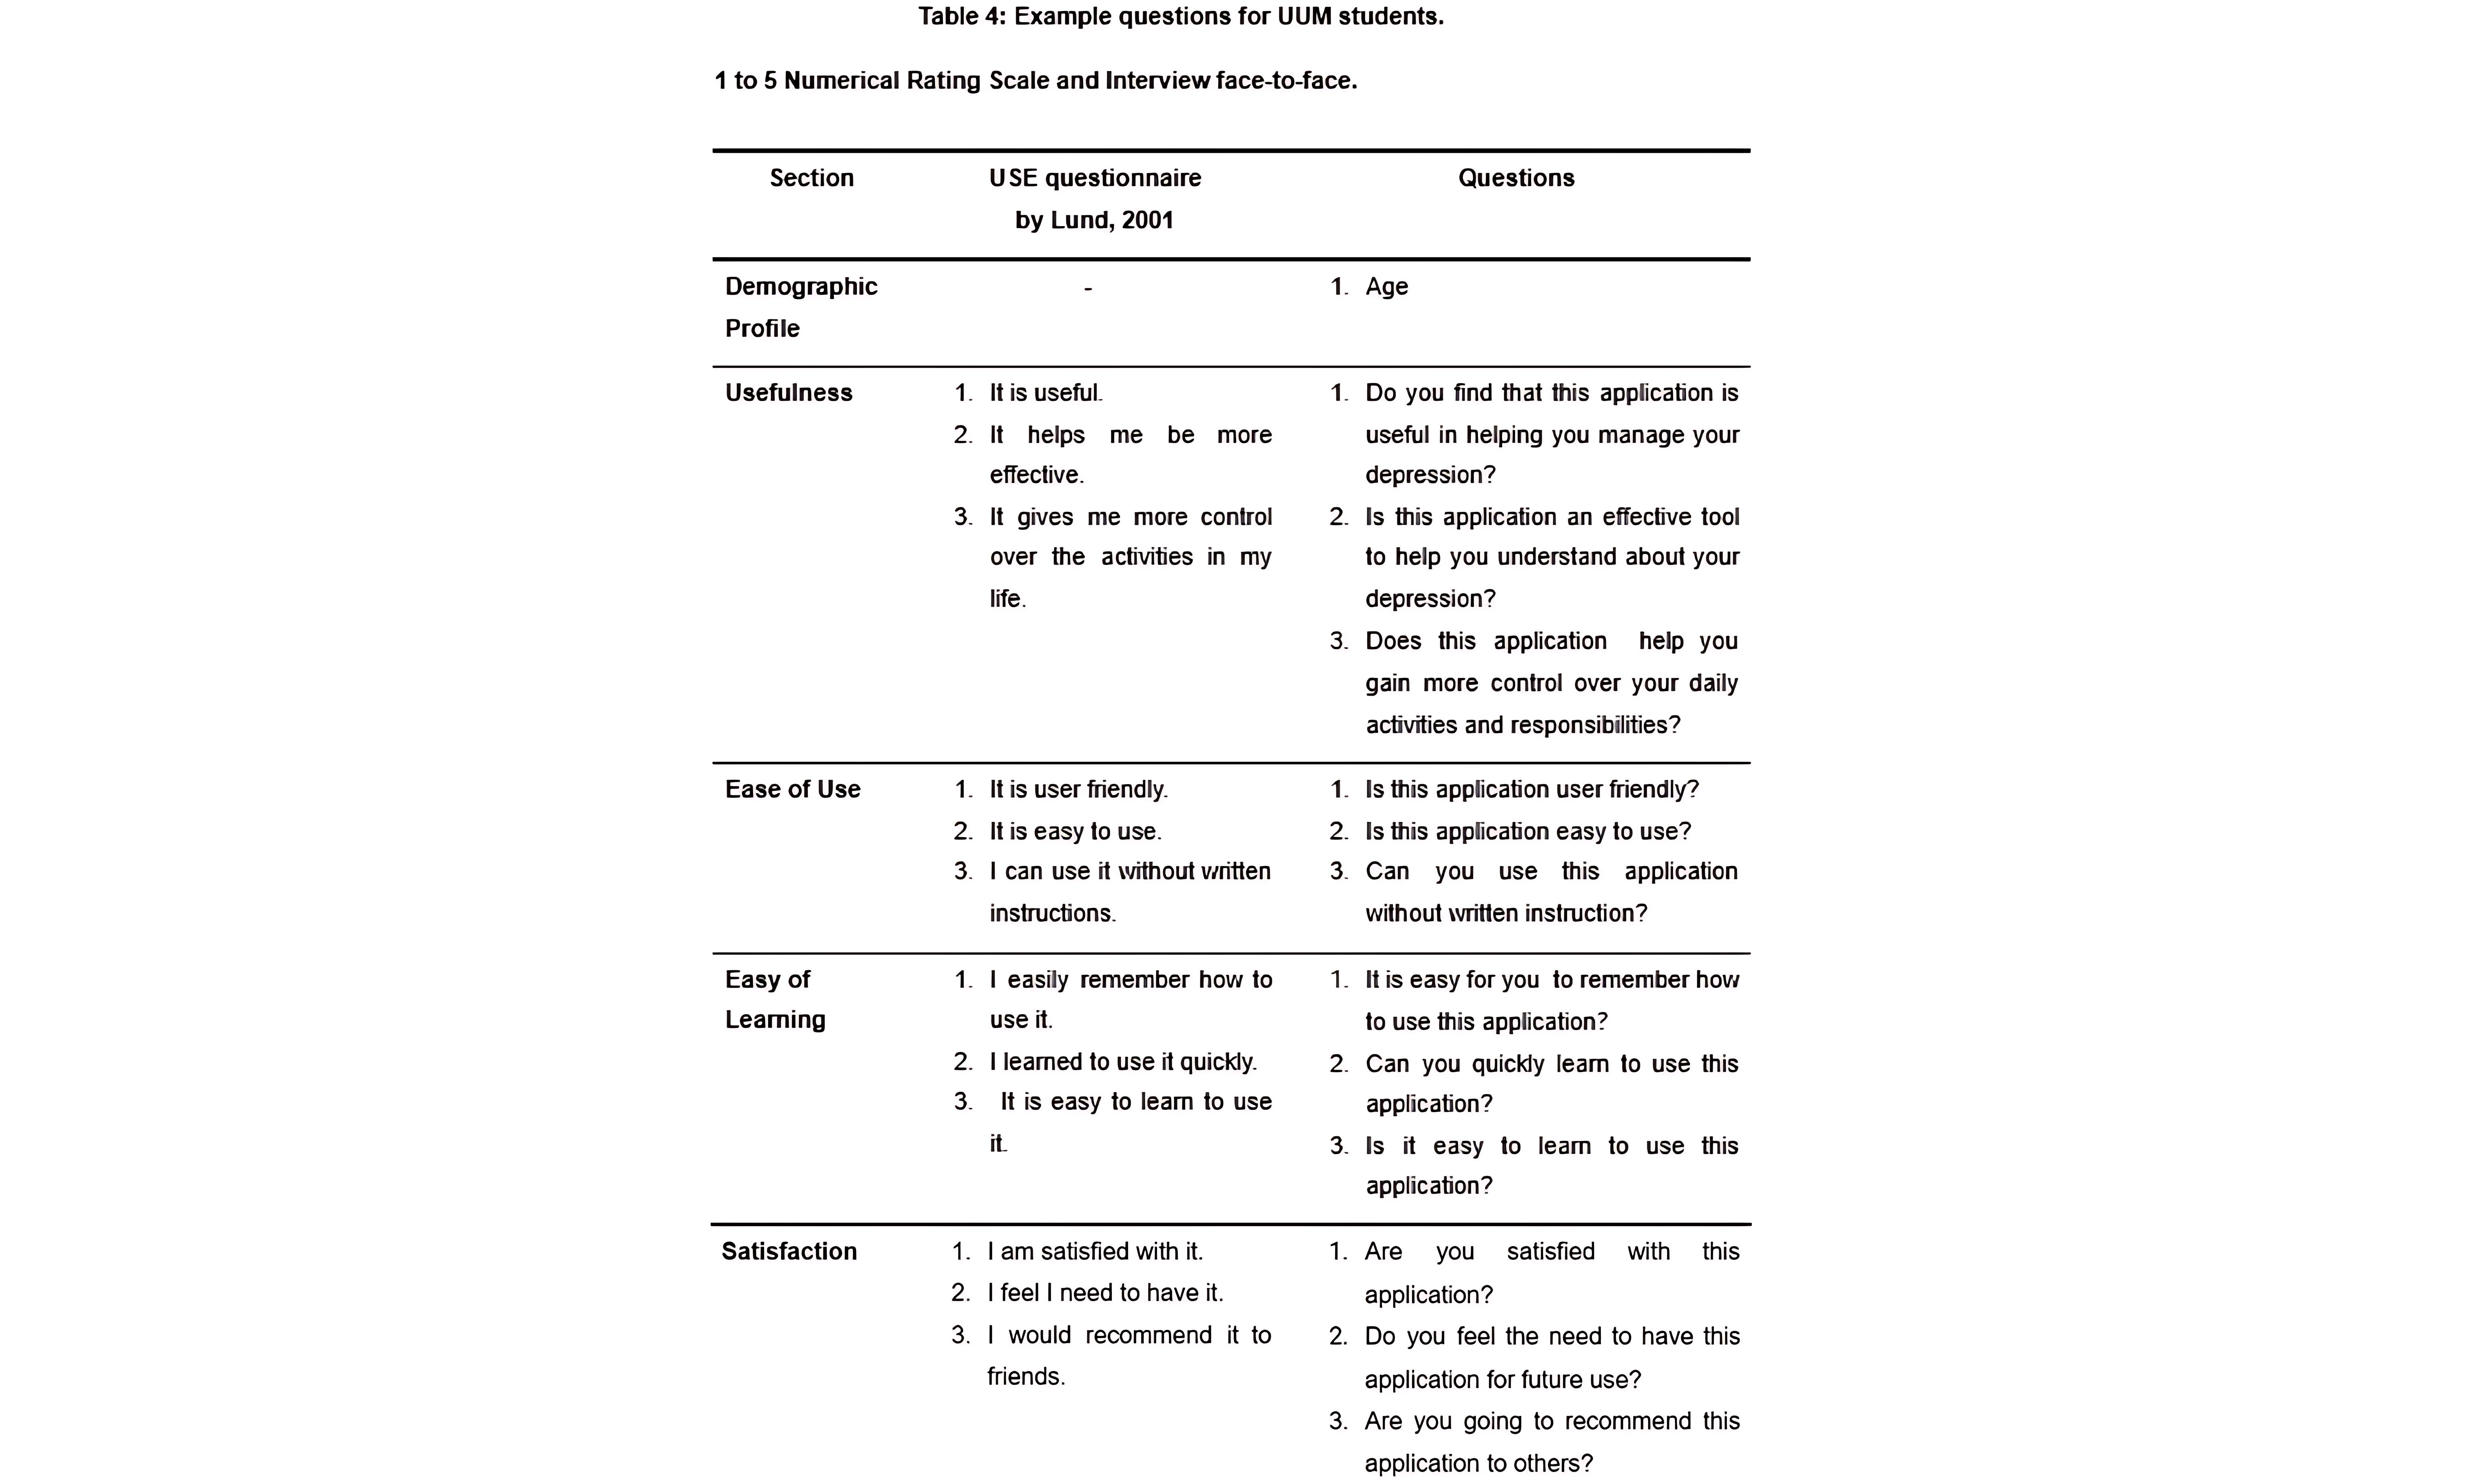 Table 4: Example questions for UUM students.
1 to 5 Numerical Rating Scale and Interview face-to-face.
Section
USE questionnaire
by Lund, 2001
Questions
Demographic
Profile
-
1. Age
Usefulness
1. It is useful.
2. It helps me be more
effective.
3. It gives me more control
over the activities in my
life.
1. Do you find that this application is
useful in helping you manage your
depression?
2. Is this application an effective tool
to help you understand about your
depression?
3. Does this application help you
gain more control over your daily
activities and responsibilities?
Ease of Use
1. It is user friendly.
2. It is easy to use.
3. I can use it without written
instructions.
1. Is this application user friendly?
2. Is this application easy to use?
3. Can you use this application
without written instruction?
Easy of
Learning
1. I easily remember how to
use it.
2. I learned to use it quickly.
3. It is easy to learn to use
it.
1. It is easy for you to remember how
to use this application?
2. Can you quickly learn to use this
application?
3. Is it easy to learn to use this
application?
Satisfaction
1. I am satisfied with it.
2. I feel I need to have it.
3. I would recommend it to
friends.
1. Are you satisfied with this
application?
2. Do you feel the need to have this
application for future use?
3. Are you going to recommend this
application to others?